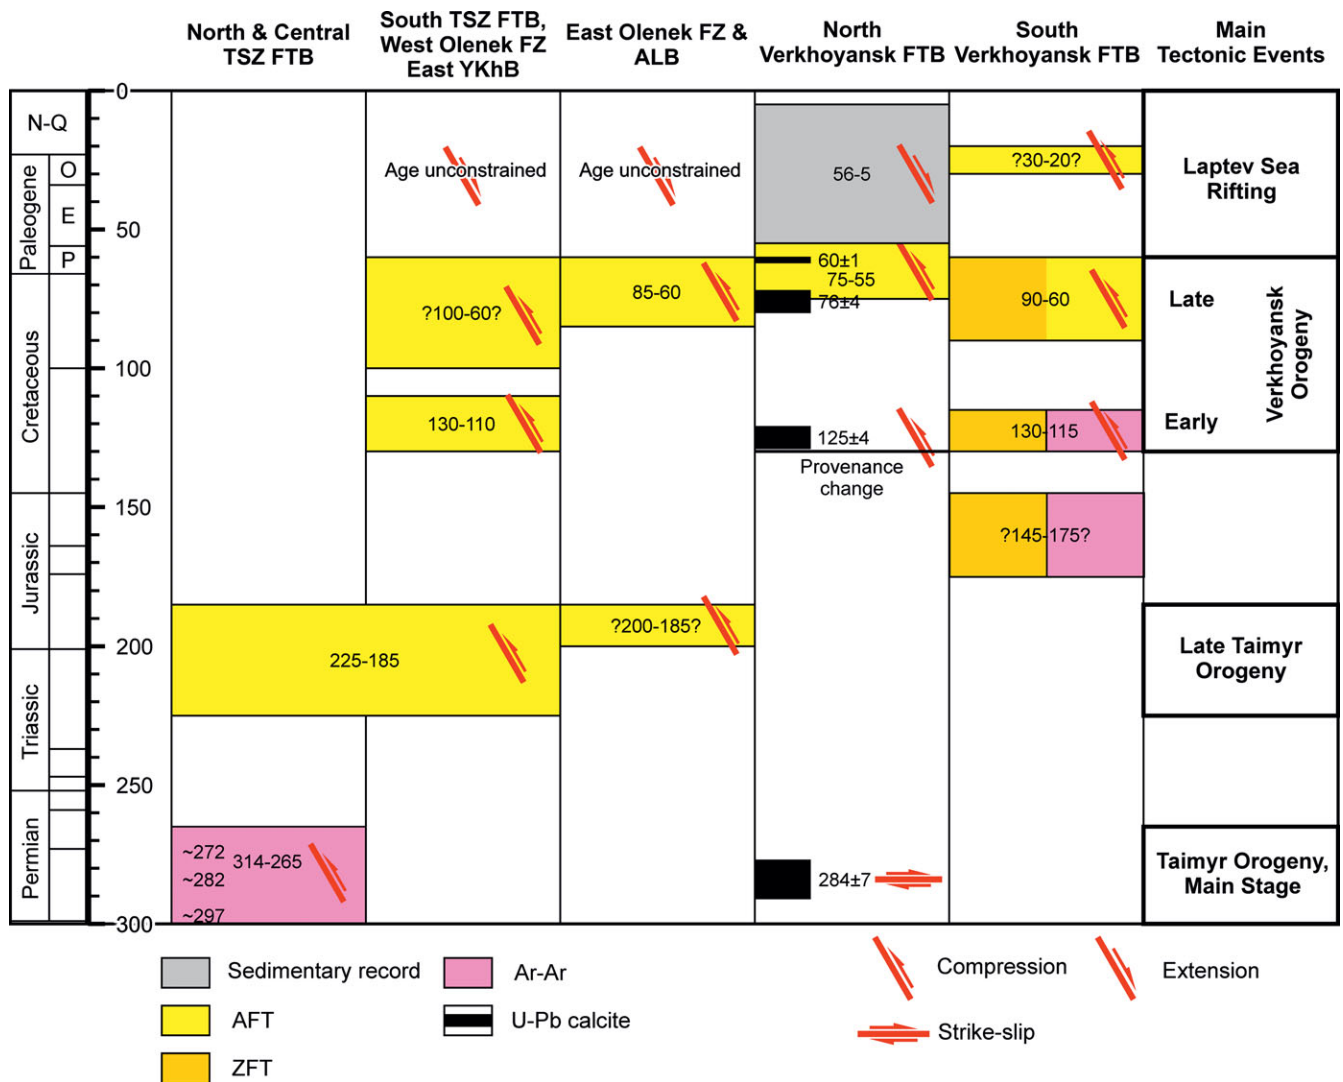 North & Central
TSZ FTB
South TSZ FTB,
West Olenek FZ
East YKhB
East Olenek FZ &
ALB
North
Verkhoyansk FTB
South
Verkhoyansk FTB
Main
Tectonic Events
N-Q
Paleogene
O
E
P
Cretaceous
Jurassic
Triassic
Permian
0
50
100
150
200
250
300
Age unconstrained
Age unconstrained
56-5
?30-20?
Laptev Sea
Rifting
?100-60?
85-60
60±1
75-55
76±4
90-60
Late
Verkhoyansk
Orogeny
130-110
125±4
130-115
Early
Provenance
change
?145-175?
225-185
?200-185?
Late Taimyr
Orogeny
~272
314-265
~282
~297
284±7
Taimyr Orogeny,
Main Stage
Sedimentary record
Ar-Ar
Compression
Extension
AFT
U-Pb calcite
Strike-slip
ZFT